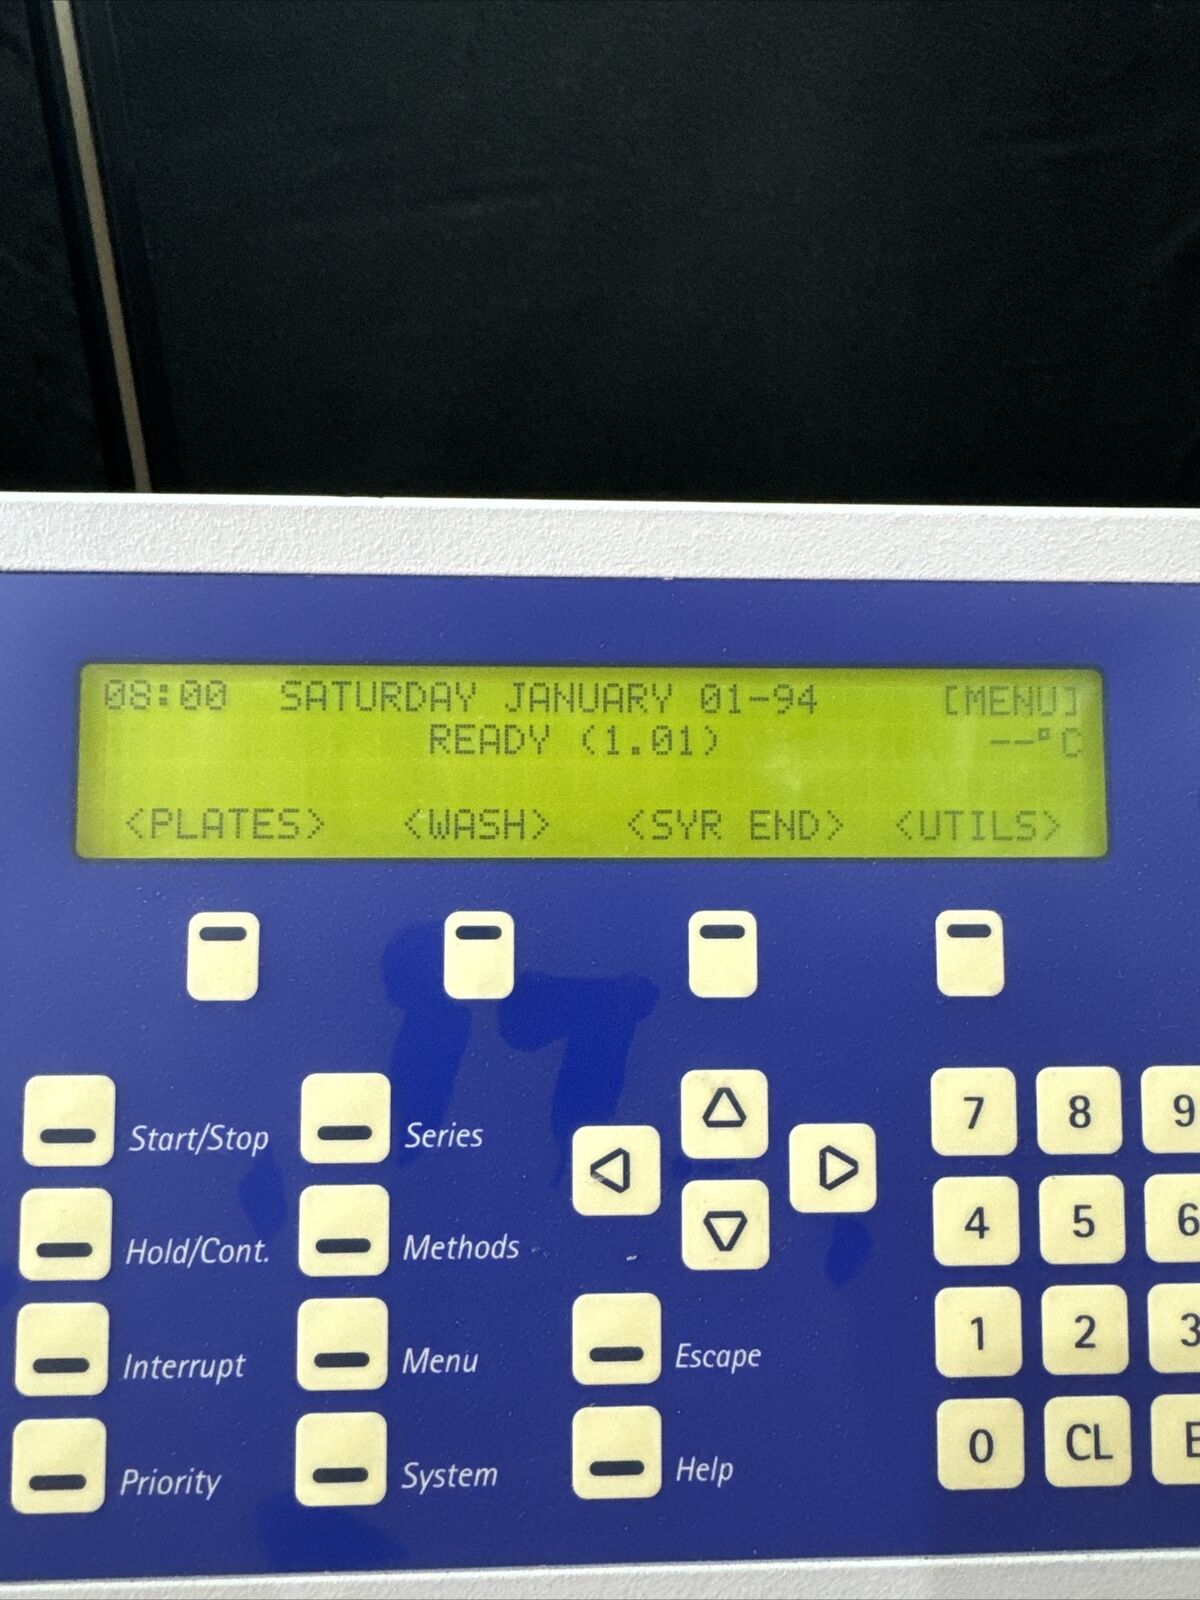 08:00 SATURDAY JANUARY 01-94 [MENU]
READY (1.01) --°C
<PLATES> <WASH> <SYR END> <UTILS>
Start/Stop Series
7 8 9
Hold/Cont. Methods
4 5 6
Interrupt Menu Escape
1 2 3
Priority System Help
0 CL E